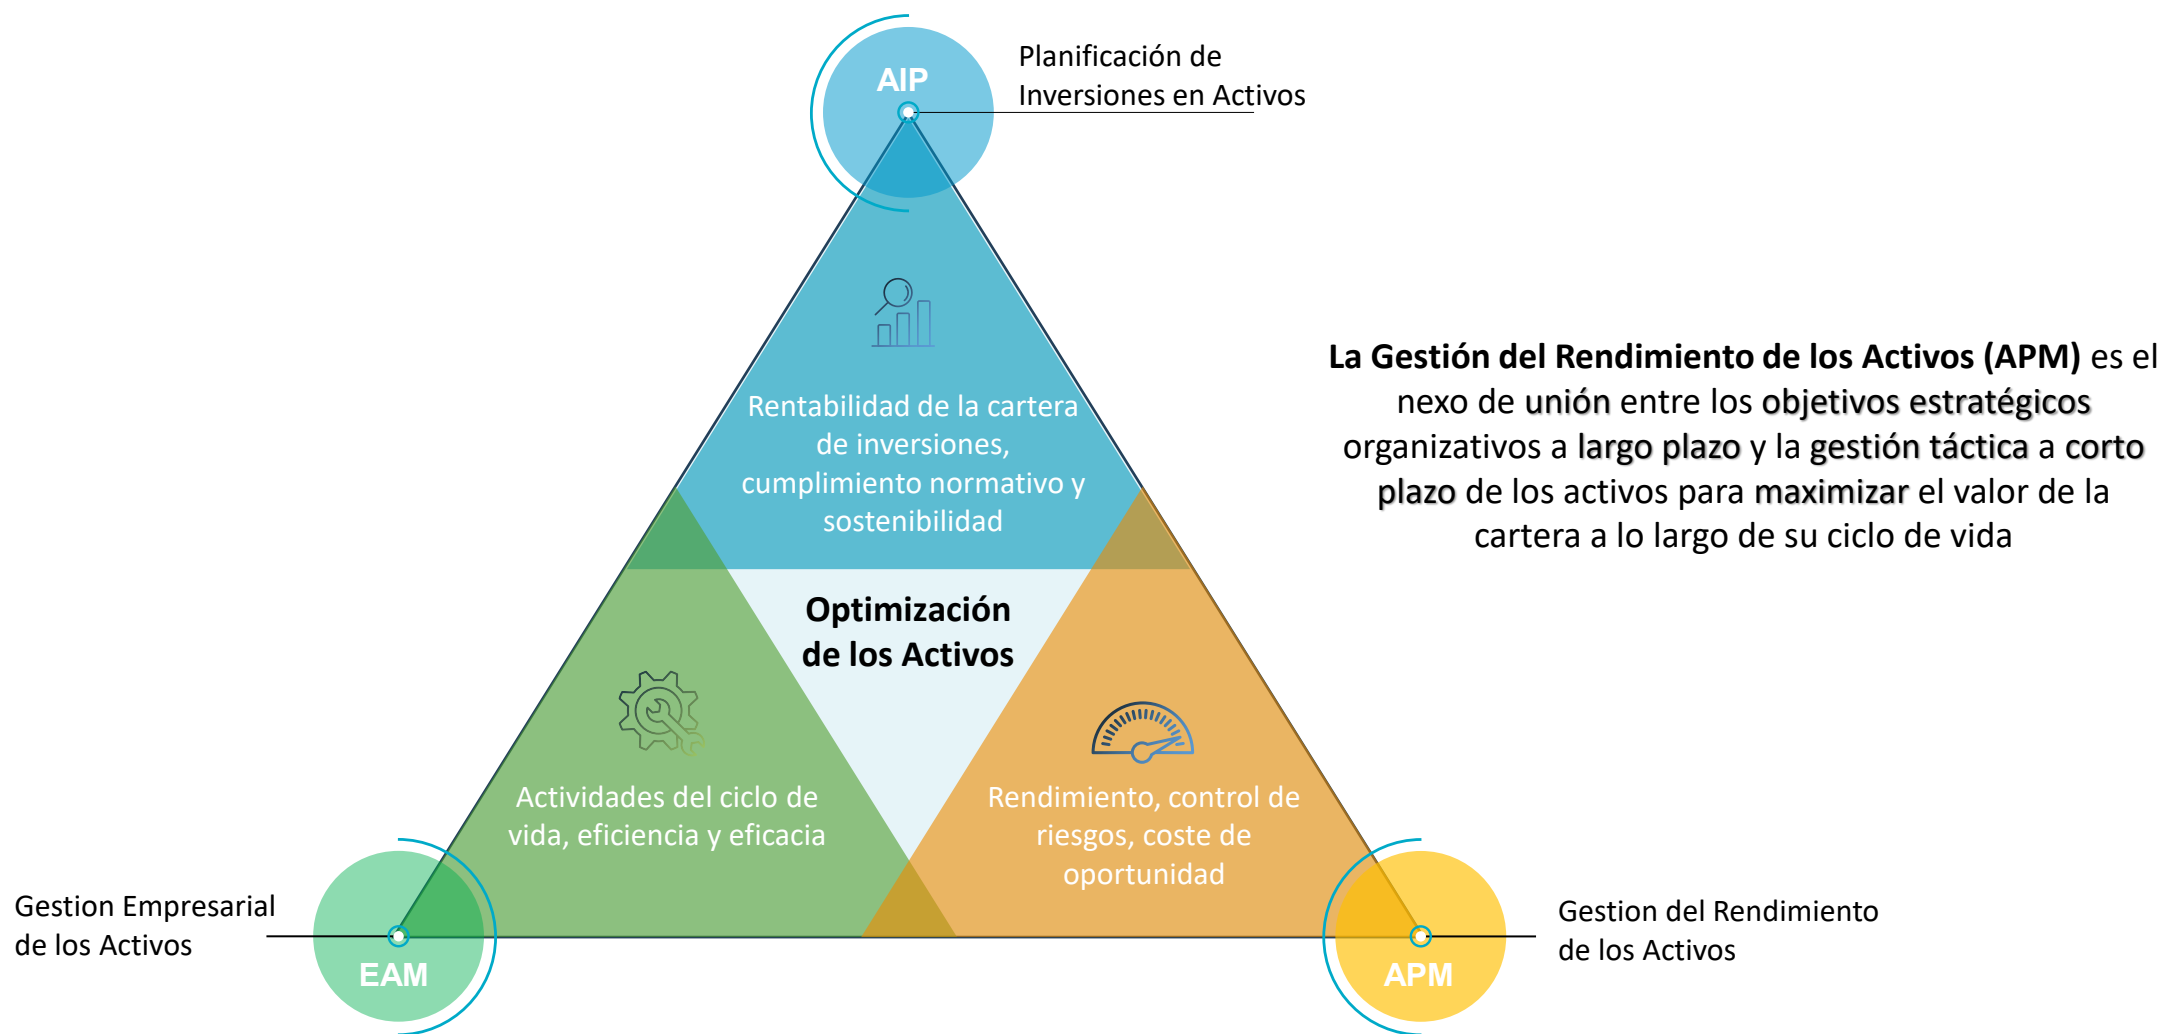 AIP
Planificación de
Inversiones en Activos
Rentabilidad de la cartera
de inversiones,
cumplimiento normativo y
sostenibilidad
La Gestión del Rendimiento de los Activos (APM) es el
nexo de unión entre los objetivos estratégicos
organizativos a largo plazo y la gestión táctica a corto
plazo de los activos para maximizar el valor de la
cartera a lo largo de su ciclo de vida
Optimización
de los Activos
Actividades del ciclo de
vida, eficiencia y eficacia
Rendimiento, control de
riesgos, coste de
oportunidad
Gestion Empresarial
de los Activos
EAM
APM
Gestion del Rendimiento
de los Activos